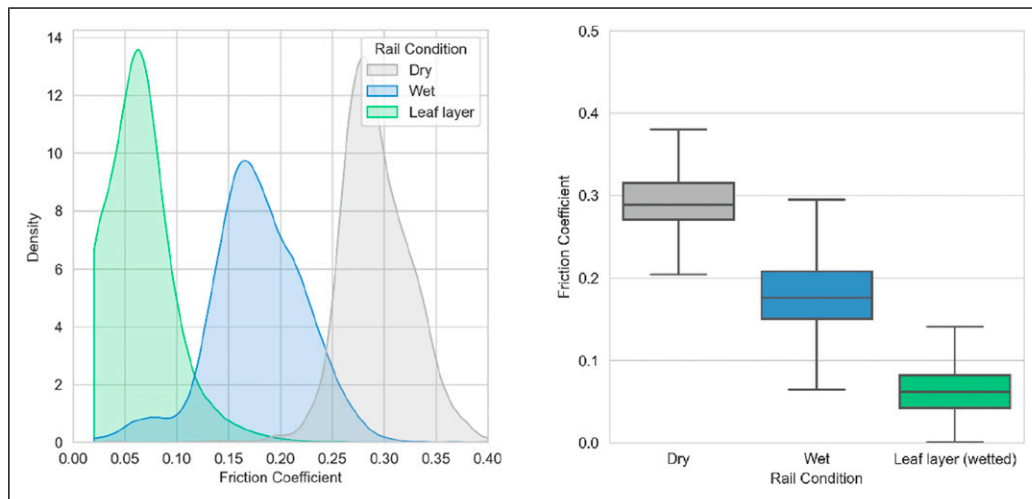 14
12
10
8
6
4
2
0
Density
Rail Condition
Dry
Wet
Leaf layer
0.00 0.05 0.10 0.15 0.20 0.25 0.30 0.35 0.40
Friction Coefficient
0.5
0.4
0.3
0.2
0.1
0.0
Friction Coefficient
Dry Wet Leaf layer (wetted)
Rail Condition